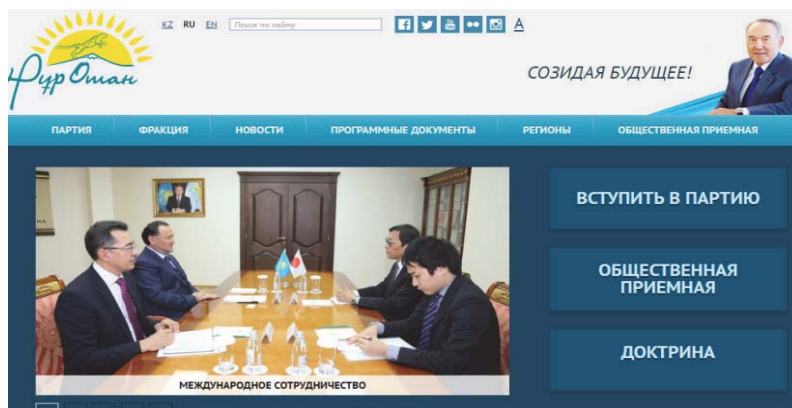 Нұр Отан
KZ RU EN Поиск по сайту A
СОЗИДАЯ БУДУЩЕЕ!
ПАРТИЯ ФРАКЦИЯ НОВОСТИ ПРОГРАММНЫЕ ДОКУМЕНТЫ РЕГИОНЫ ОБЩЕСТВЕННАЯ ПРИЕМНАЯ
ВСТУПИТЬ В ПАРТИЮ
ОБЩЕСТВЕННАЯ
ПРИЕМНАЯ
ДОКТРИНА
МЕЖДУНАРОДНОЕ СОТРУДНИЧЕСТВО